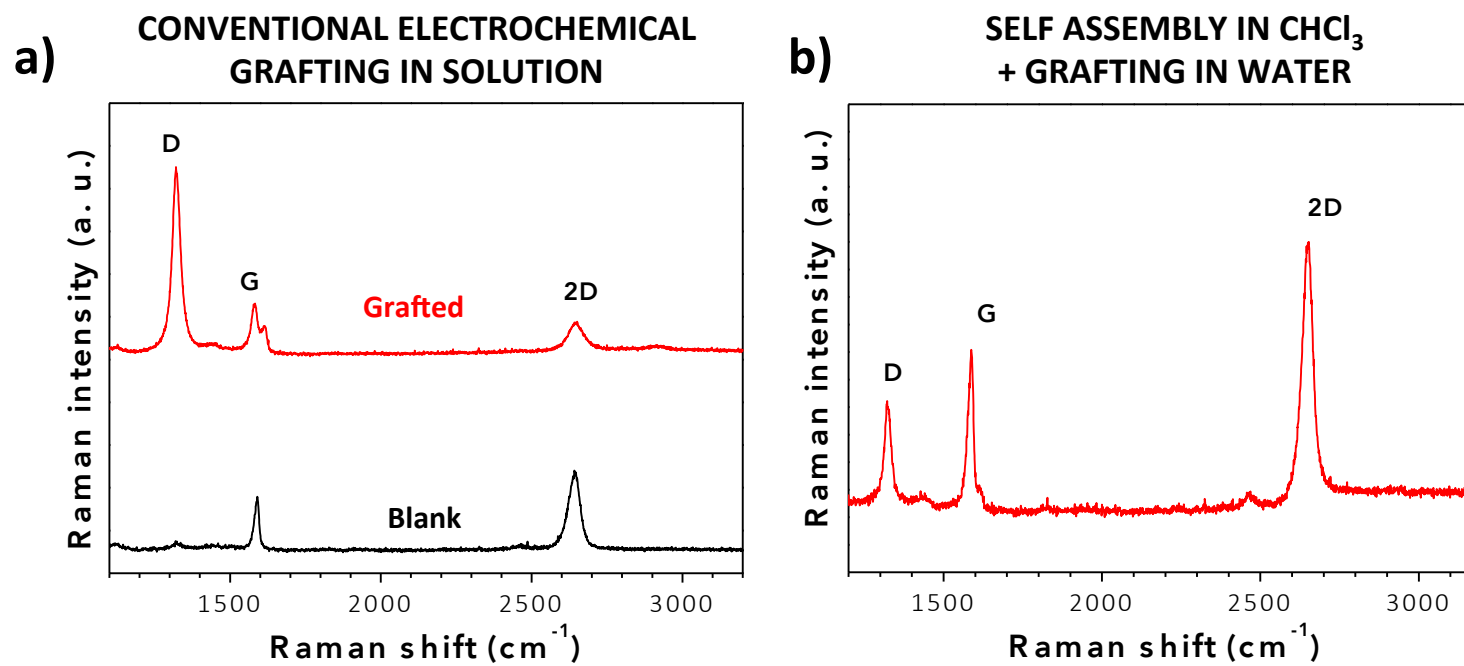 a)
CONVENTIONAL ELECTROCHEMICAL
GRAFTING IN SOLUTION
D
G
Grafted
2D
Blank
Raman intensity (a. u.)
1500 2000 2500 3000
Raman shift (cm⁻¹)
b)
SELF ASSEMBLY IN CHCl₃
+ GRAFTING IN WATER
2D
G
D
Raman intensity (a. u.)
1500 2000 2500 3000
Raman shift (cm⁻¹)